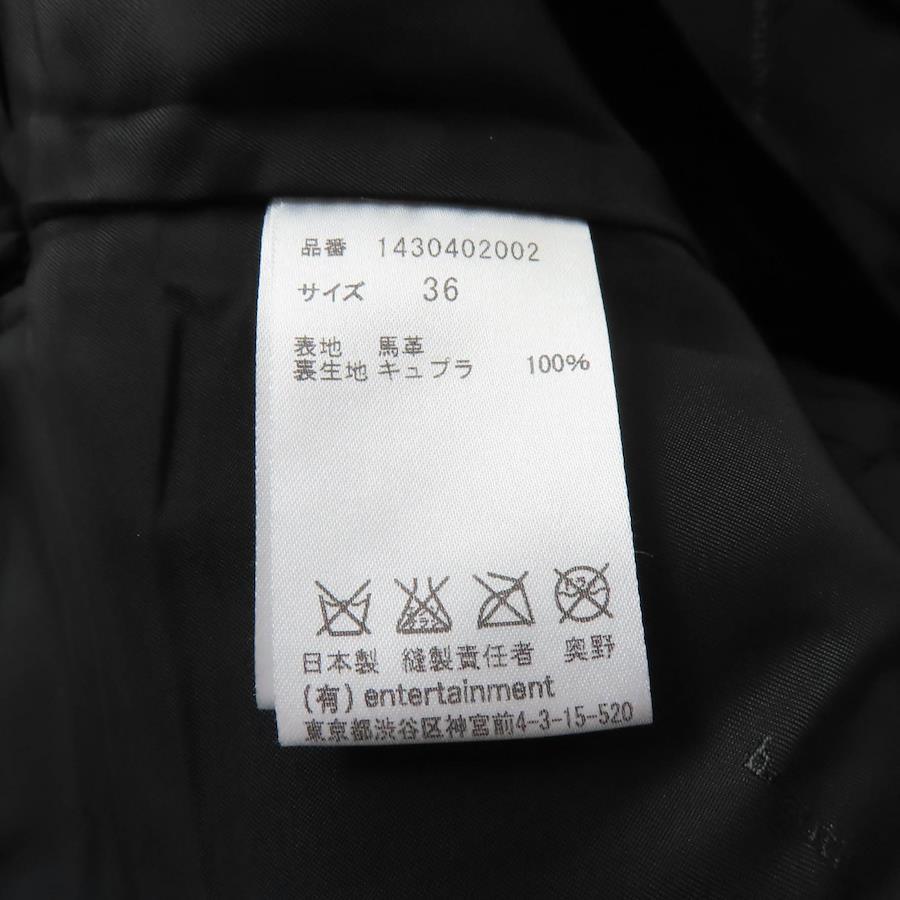 品番 1430402002
サイズ 36
表地 馬革
裏生地 キュプラ 100%
日本製 縫製責任者 奥野
(有) entertainment
東京都渋谷区神宮前4-3-15-520